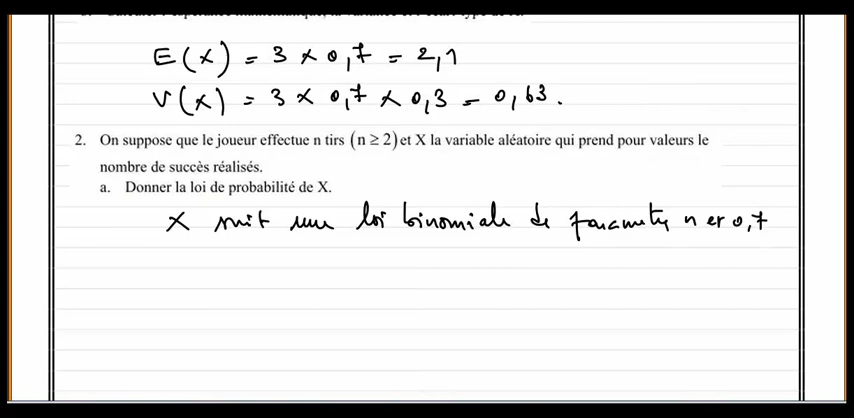 E(x) = 3 × 0,7 = 2,1
V(x) = 3 × 0,7 × 0,3 = 0,63.
2. On suppose que le joueur effectue n tirs (n ≥ 2) et X la variable aléatoire qui prend pour valeurs le
nombre de succès réalisés.
a. Donner la loi de probabilité de X.
X suit une loi binomiale de paramètres n et 0,7